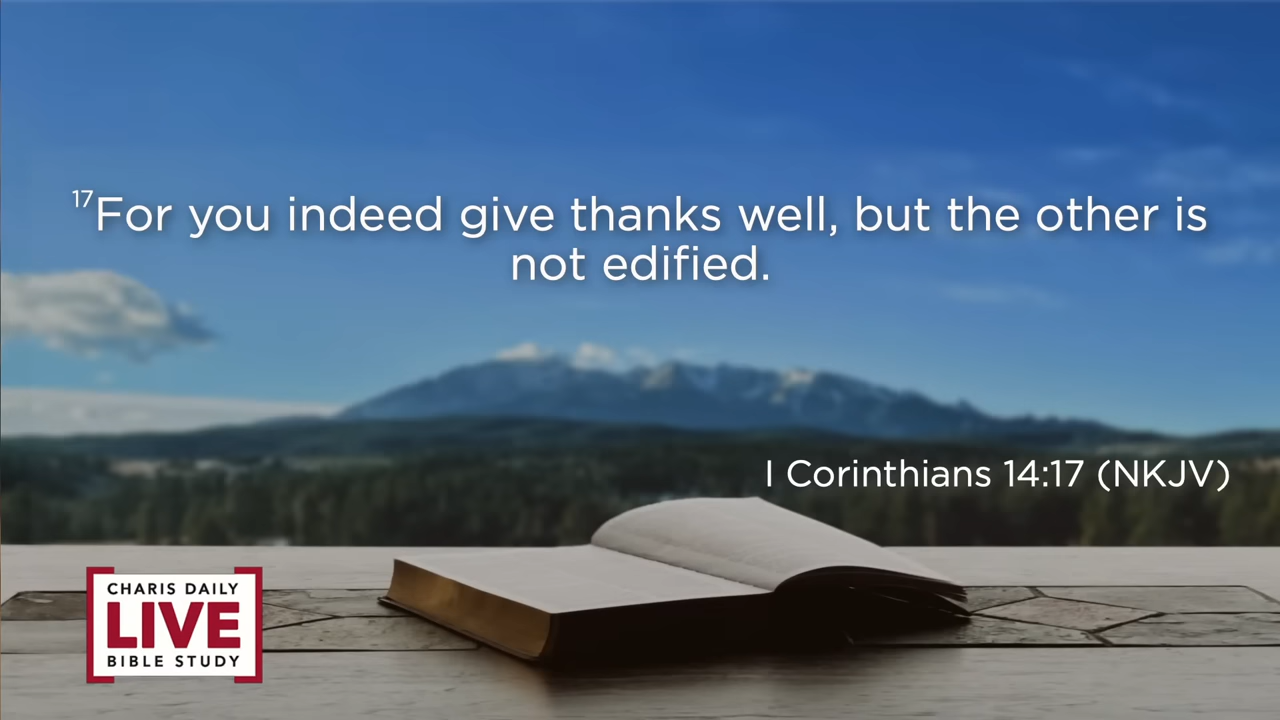 17For you indeed give thanks well, but the other is
not edified.
I Corinthians 14:17 (NKJV)
CHARIS DAILY
LIVE
BIBLE STUDY